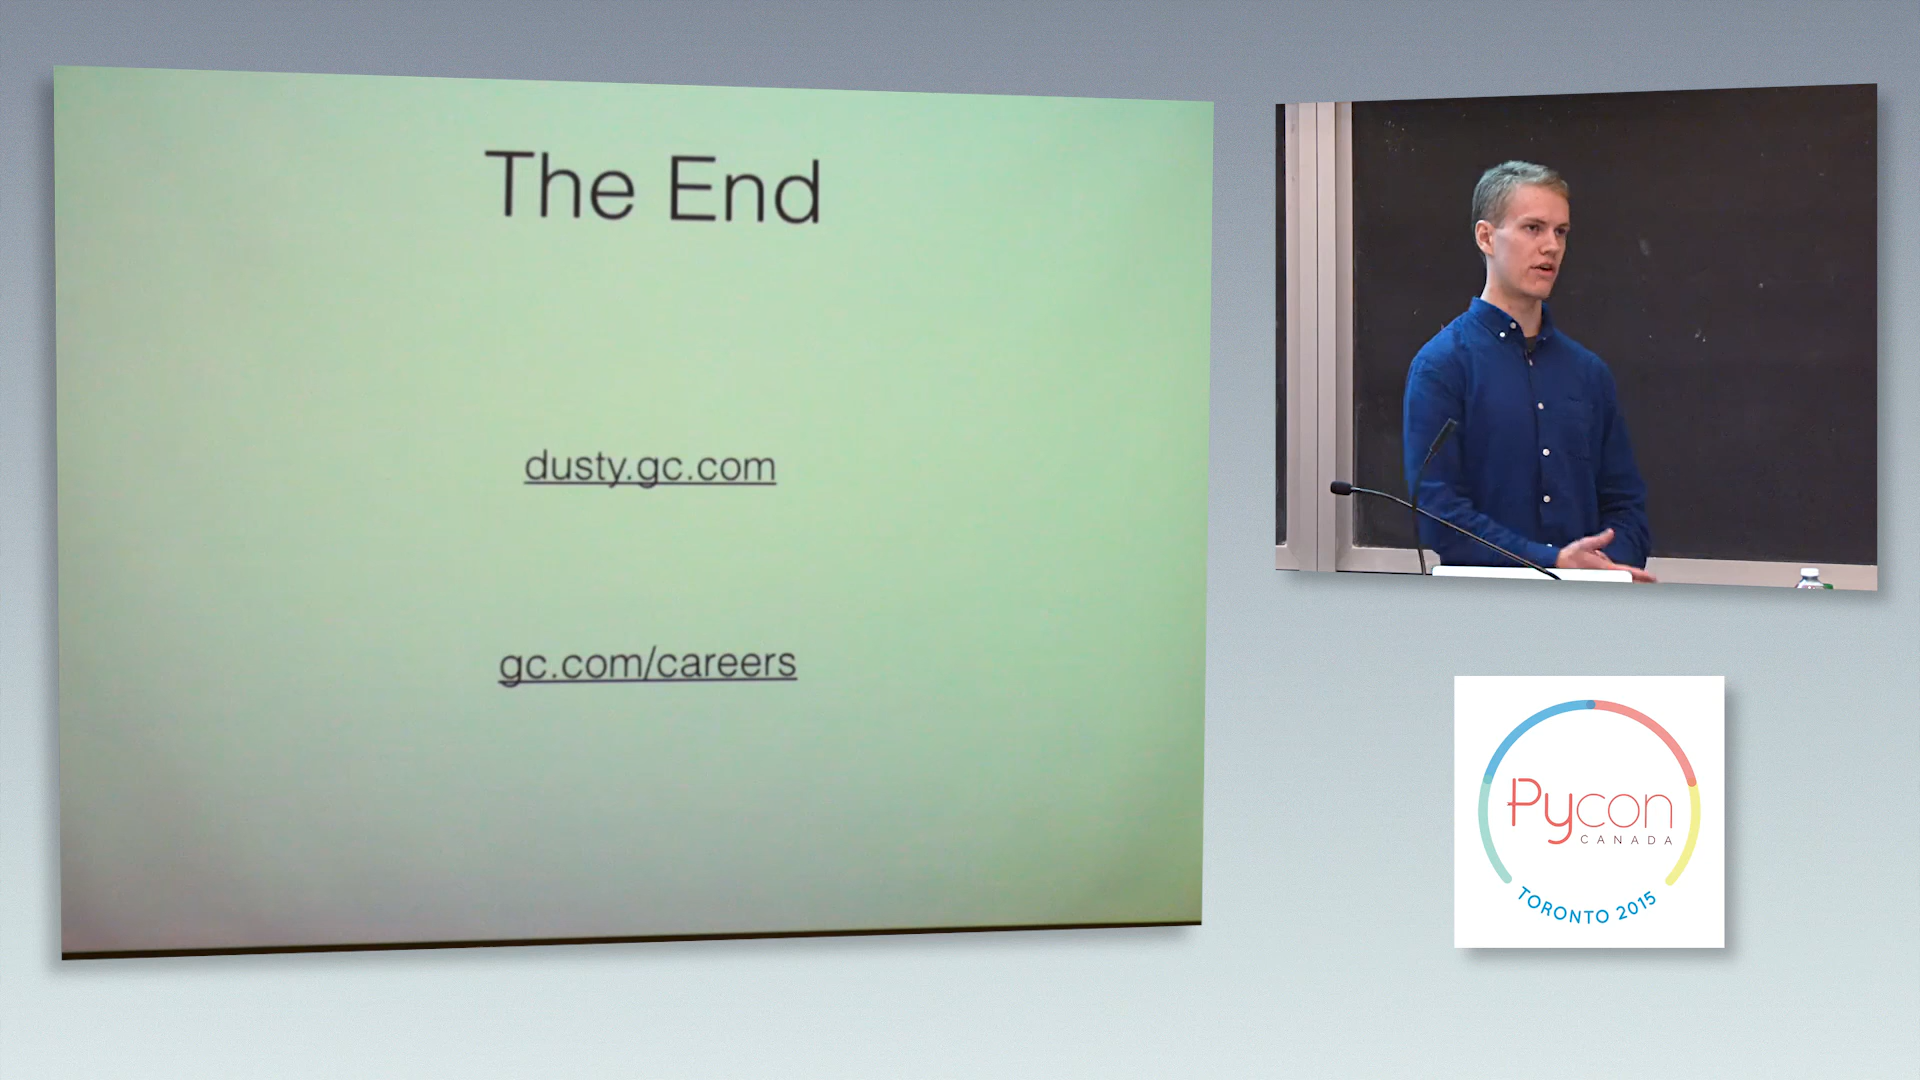 The End
dusty.gc.com
gc.com/careers
Pycon
CANADA
TORONTO 2015